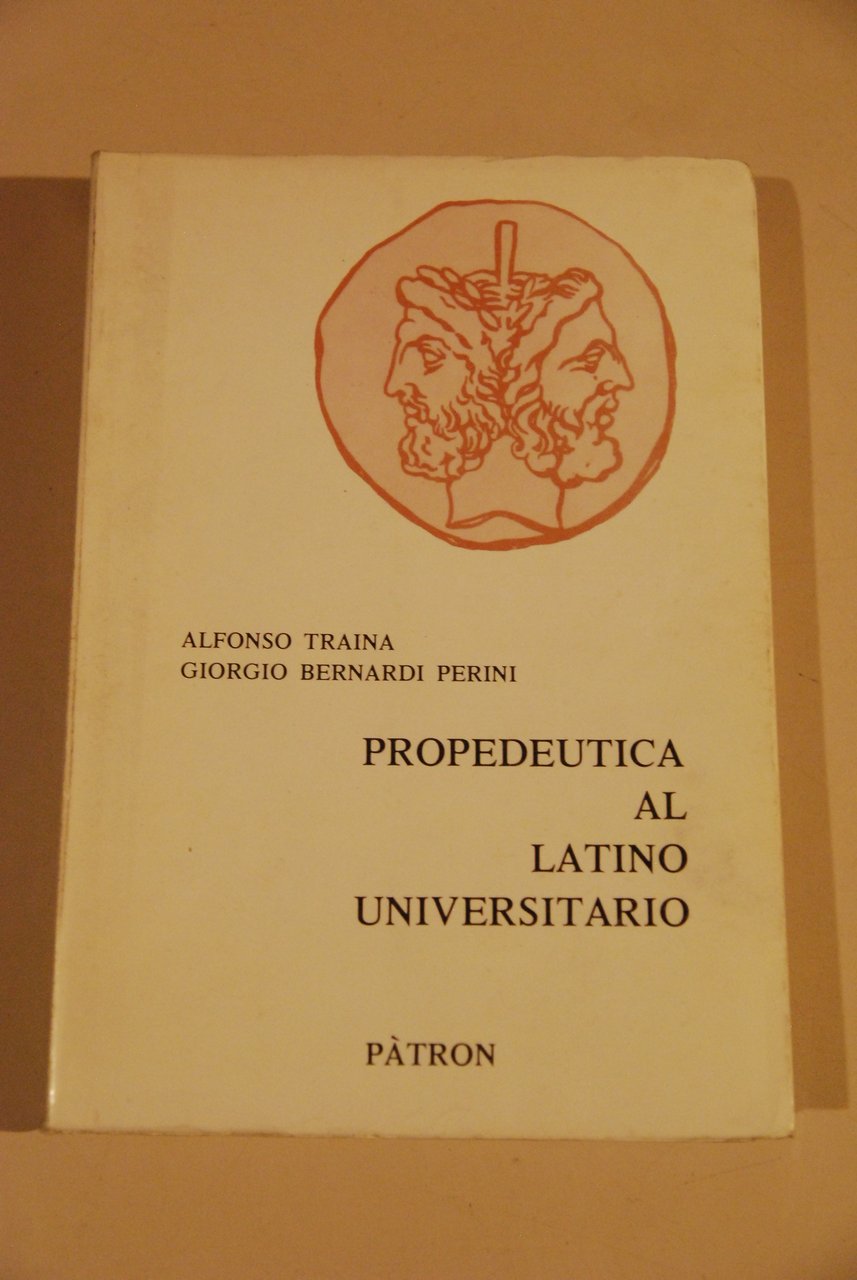 ALFONSO TRAINA
GIORGIO BERNARDI PERINI
PROPEDEUTICA
AL
LATINO
UNIVERSITARIO
PÀTRON